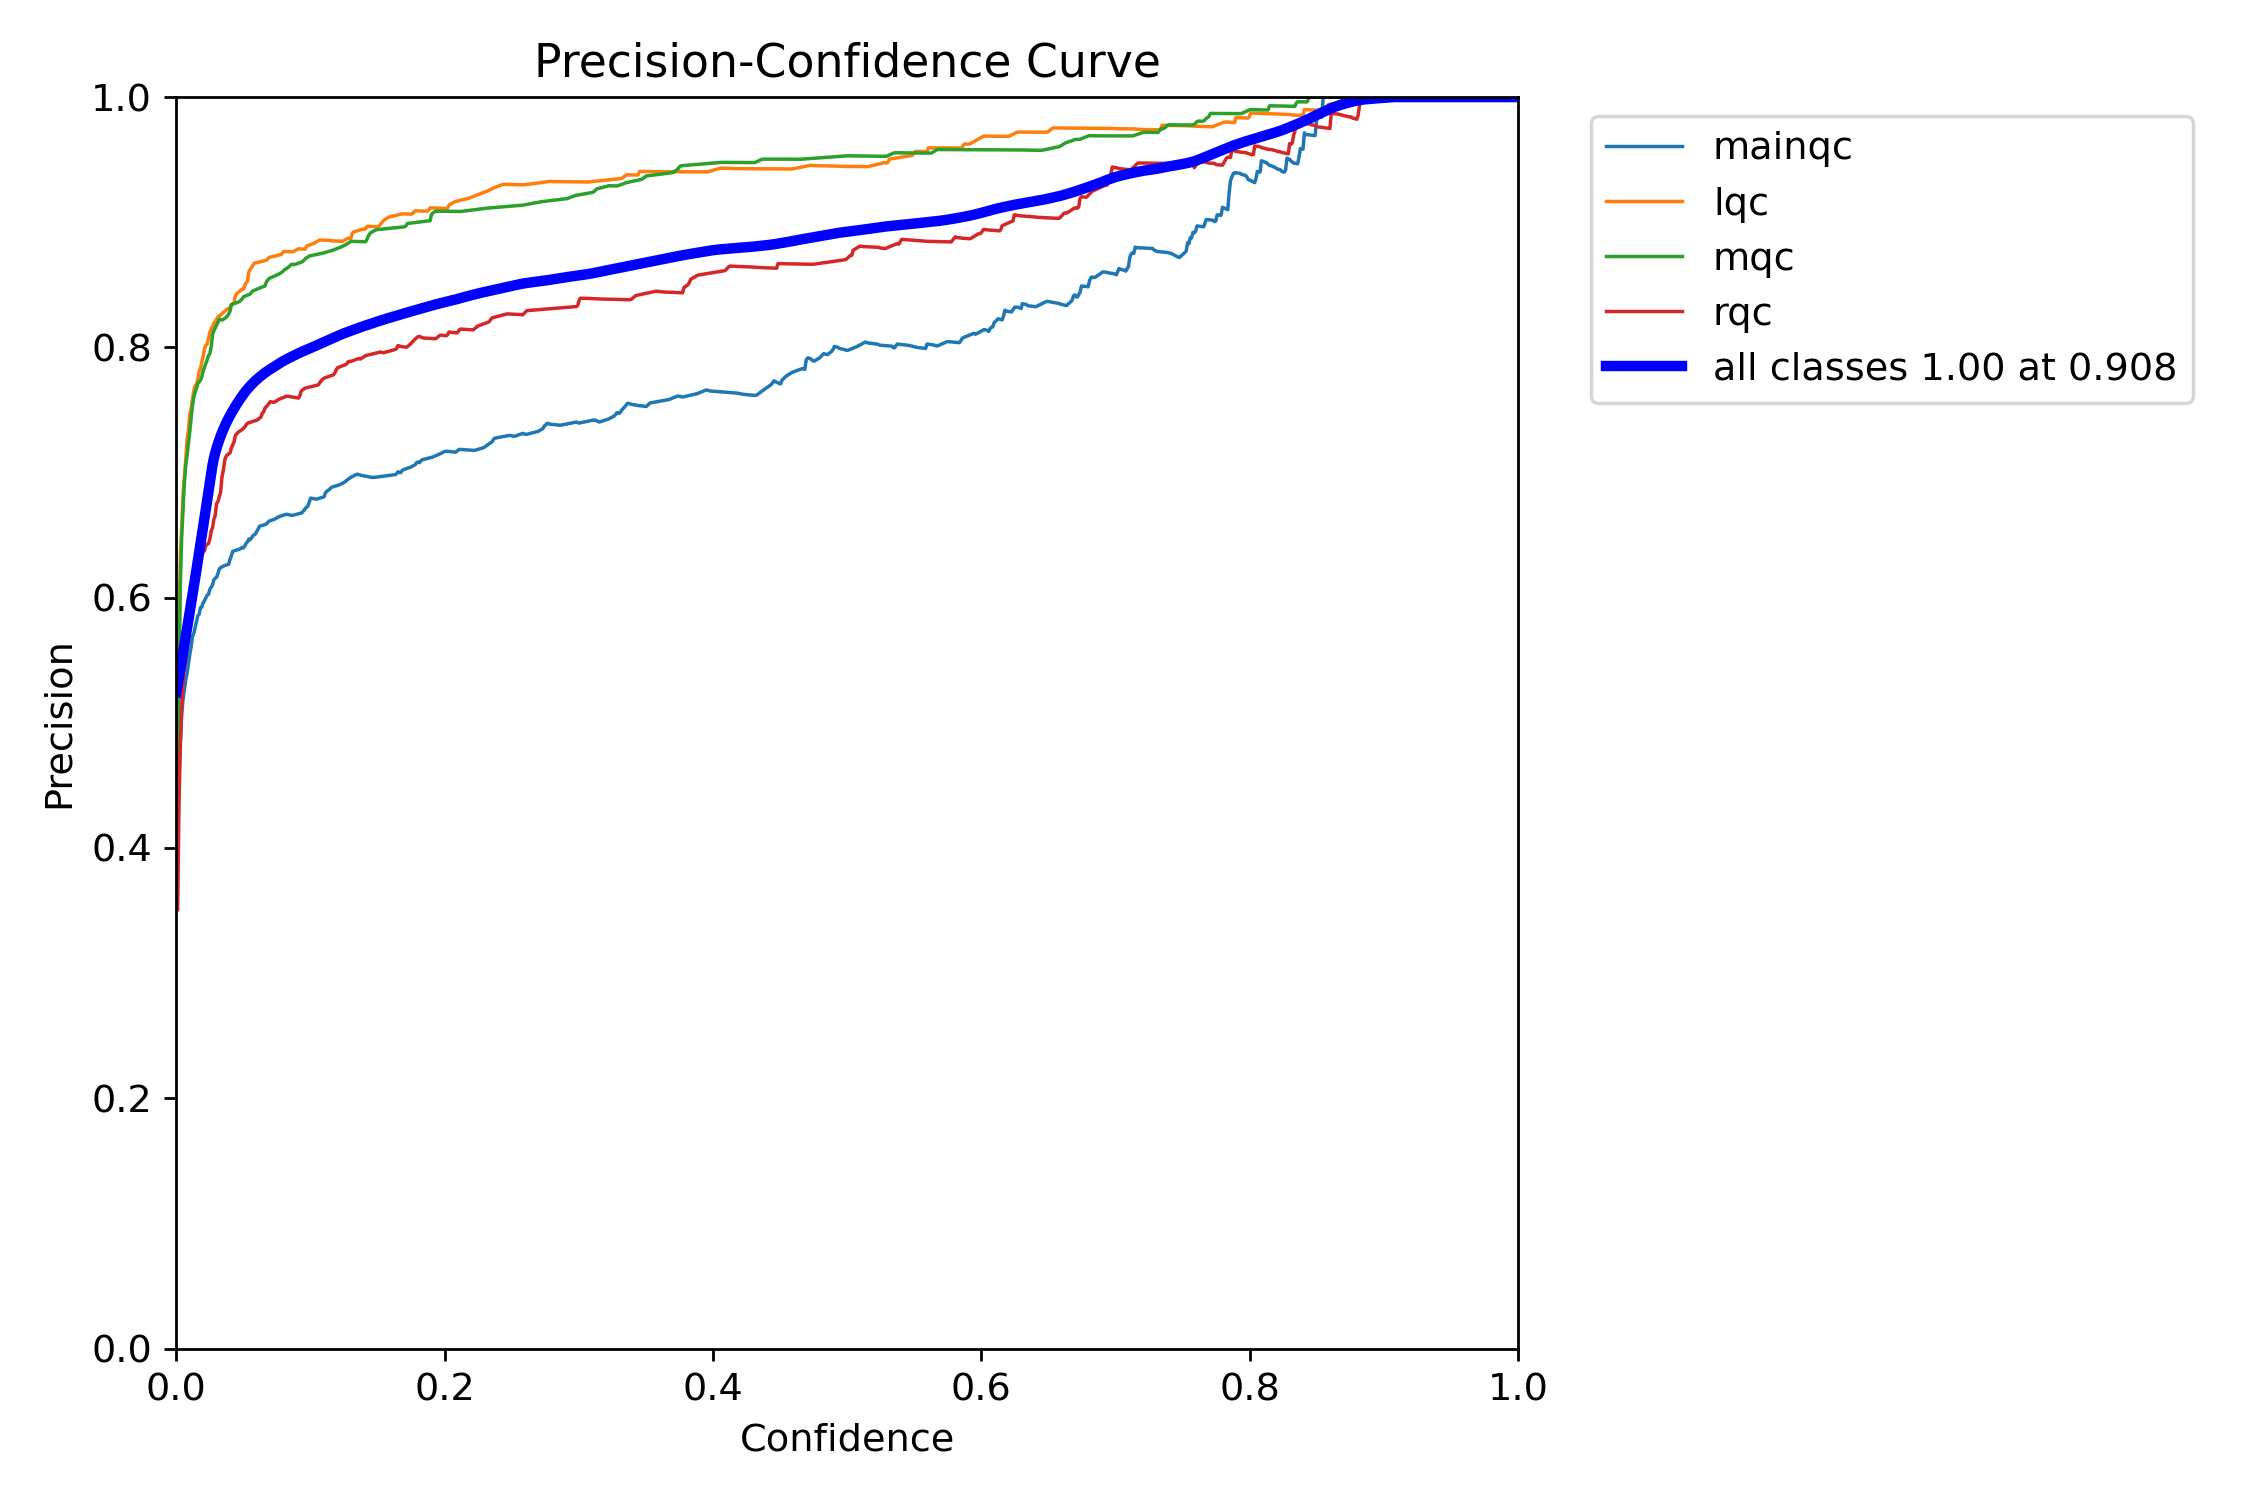 Precision-Confidence Curve
1.0
0.8
0.6
0.4
0.2
0.0
Precision
0.0 0.2 0.4 0.6 0.8 1.0
Confidence
mainqc
lqc
mqc
rqc
all classes 1.00 at 0.908